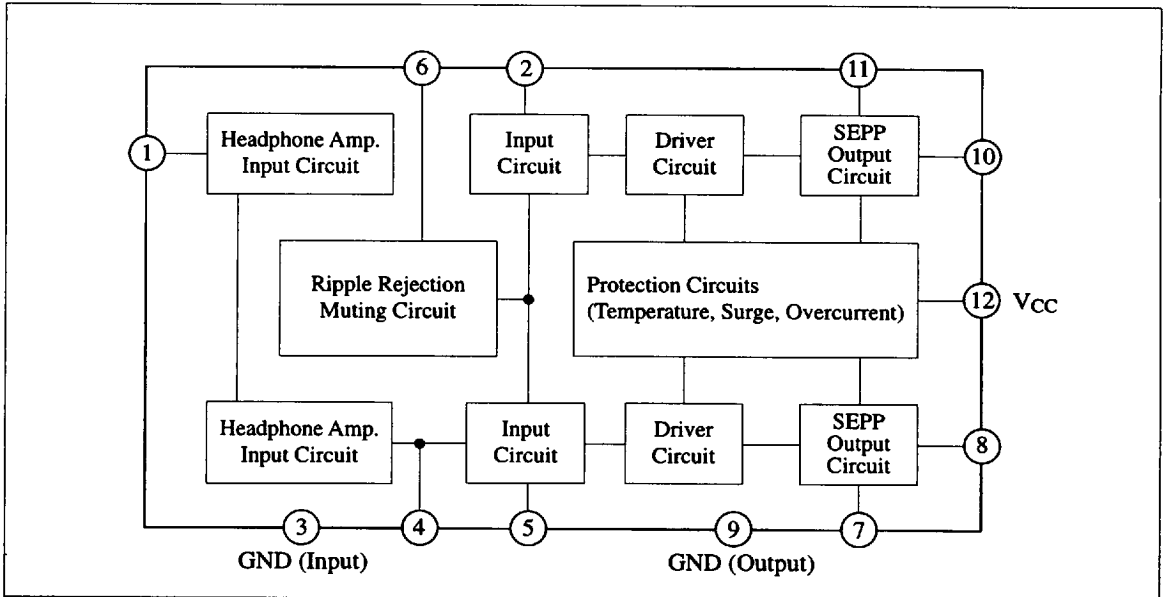 6
2
11
1
Headphone Amp.
Input Circuit
Input
Circuit
Driver
Circuit
SEPP
Output
Circuit
10
Ripple Rejection
Muting Circuit
Protection Circuits
(Temperature, Surge, Overcurrent)
12
VCC
Headphone Amp.
Input Circuit
Input
Circuit
Driver
Circuit
SEPP
Output
Circuit
8
3
4
5
9
7
GND (Input)
GND (Output)